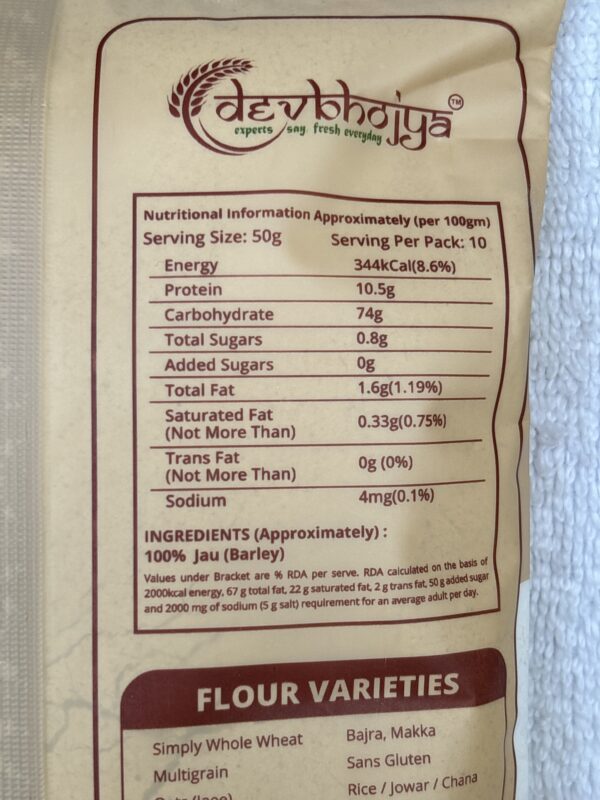 devbhojya TM
experts say fresh everyday
Nutritional Information Approximately (per 100gm)
Serving Size: 50g Serving Per Pack: 10
Energy 344kCal(8.6%)
Protein 10.5g
Carbohydrate 74g
Total Sugars 0.8g
Added Sugars 0g
Total Fat 1.6g(1.19%)
Saturated Fat
(Not More Than) 0.33g(0.75%)
Trans Fat
(Not More Than) 0g (0%)
Sodium 4mg(0.1%)
INGREDIENTS (Approximately) :
100% Jau (Barley)
Values under Bracket are % RDA per serve. RDA calculated on the basis of
2000kcal energy, 67 g total fat, 22 g saturated fat, 2 g trans fat, 50 g added sugar
and 2000 mg of sodium (5 g salt) requirement for an average adult per day.
FLOUR VARIETIES
Simply Whole Wheat Bajra, Makka
Multigrain Sans Gluten
Rice / Jowar / Chana